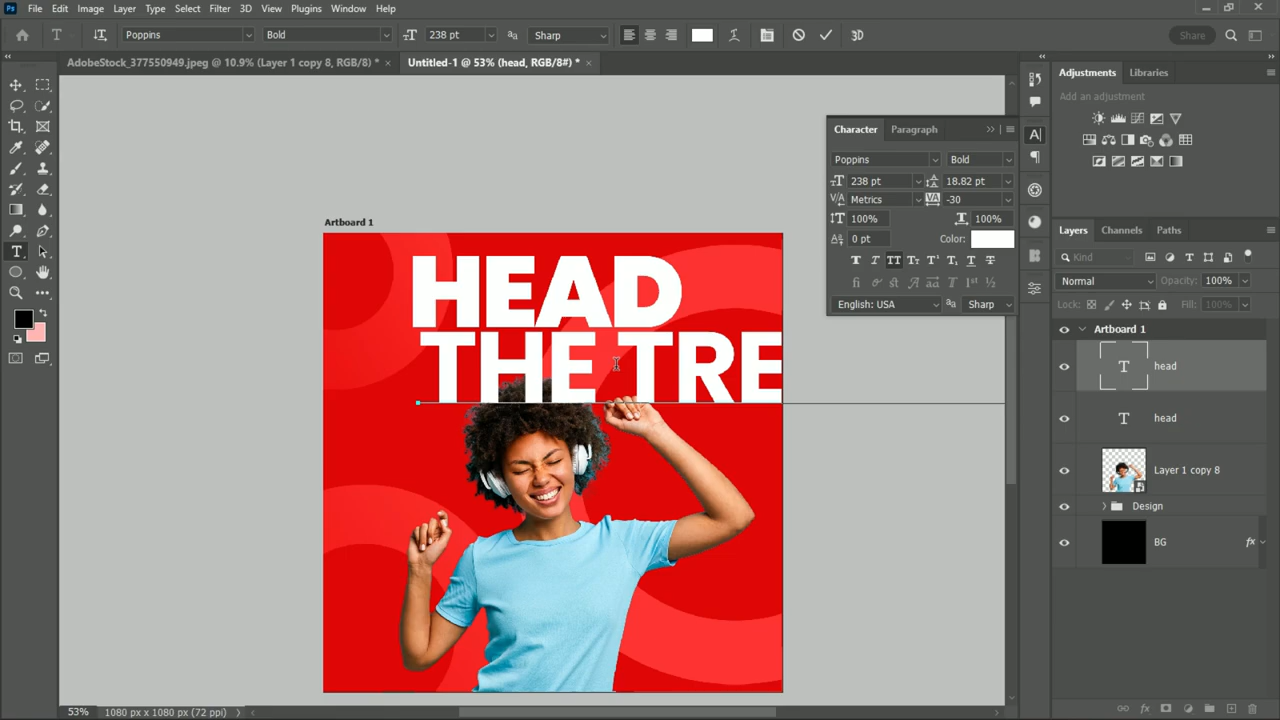 Ps File Edit Image Layer Type Select Filter 3D View Plugins Window Help
T Poppins Bold 238 pt Sharp 3D Share
AdobeStock_377550949.jpeg @ 10.9% (Layer 1 copy 8, RGB/8) * × Untitled-1 @ 53% (head, RGB/8#) * ×
Adjustments Libraries
Add an adjustment
Character Paragraph
Poppins Bold
238 pt 18.82 pt
Metrics -30
100% 100%
0 pt Color:
English: USA Sharp
Artboard 1
HEAD
THE TRE
Layers Channels Paths
Kind
Normal Opacity: 100%
Lock: Fill: 100%
Artboard 1
T head
T head
Layer 1 copy 8
Design
BG fx
53% 1080 px x 1080 px (72 ppi)